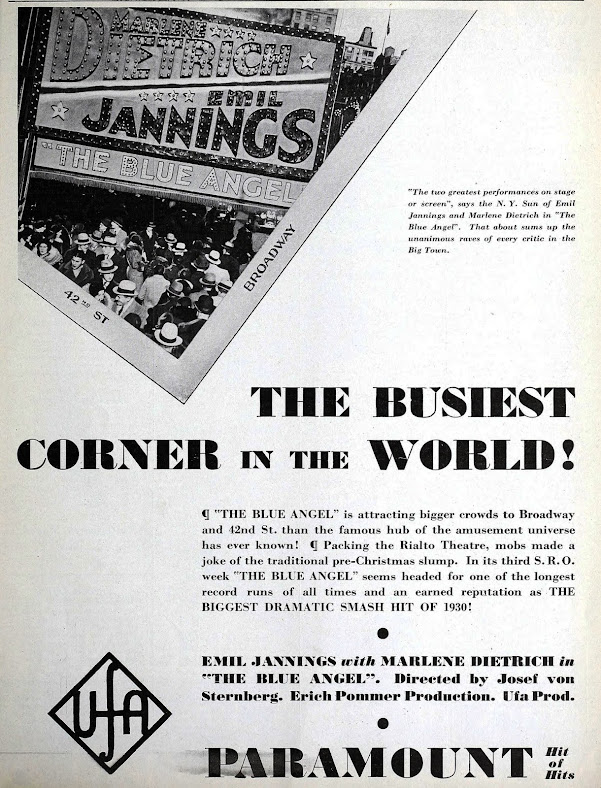 MARLENE
DIETRICH
EMIL
JANNINGS
"THE BLUE ANGEL"
42ND ST
BROADWAY
"The two greatest performances on stage
or screen", says the N. Y. Sun of Emil
Jannings and Marlene Dietrich in "The
Blue Angel". That about sums up the
unanimous raves of every critic in the
Big Town.
THE BUSIEST
CORNER IN THE WORLD!
¶ "THE BLUE ANGEL" is attracting bigger crowds to Broadway
and 42nd St. than the famous hub of the amusement universe
has ever known! ¶ Packing the Rialto Theatre, mobs made a
joke of the traditional pre-Christmas slump. In its third S. R. O.
week "THE BLUE ANGEL" seems headed for one of the longest
record runs of all times and an earned reputation as THE
BIGGEST DRAMATIC SMASH HIT OF 1930!
EMIL JANNINGS with MARLENE DIETRICH in
"THE BLUE ANGEL". Directed by Josef von
Sternberg. Erich Pommer Production. Ufa Prod.
UfA
PARAMOUNT Hit
of
Hits